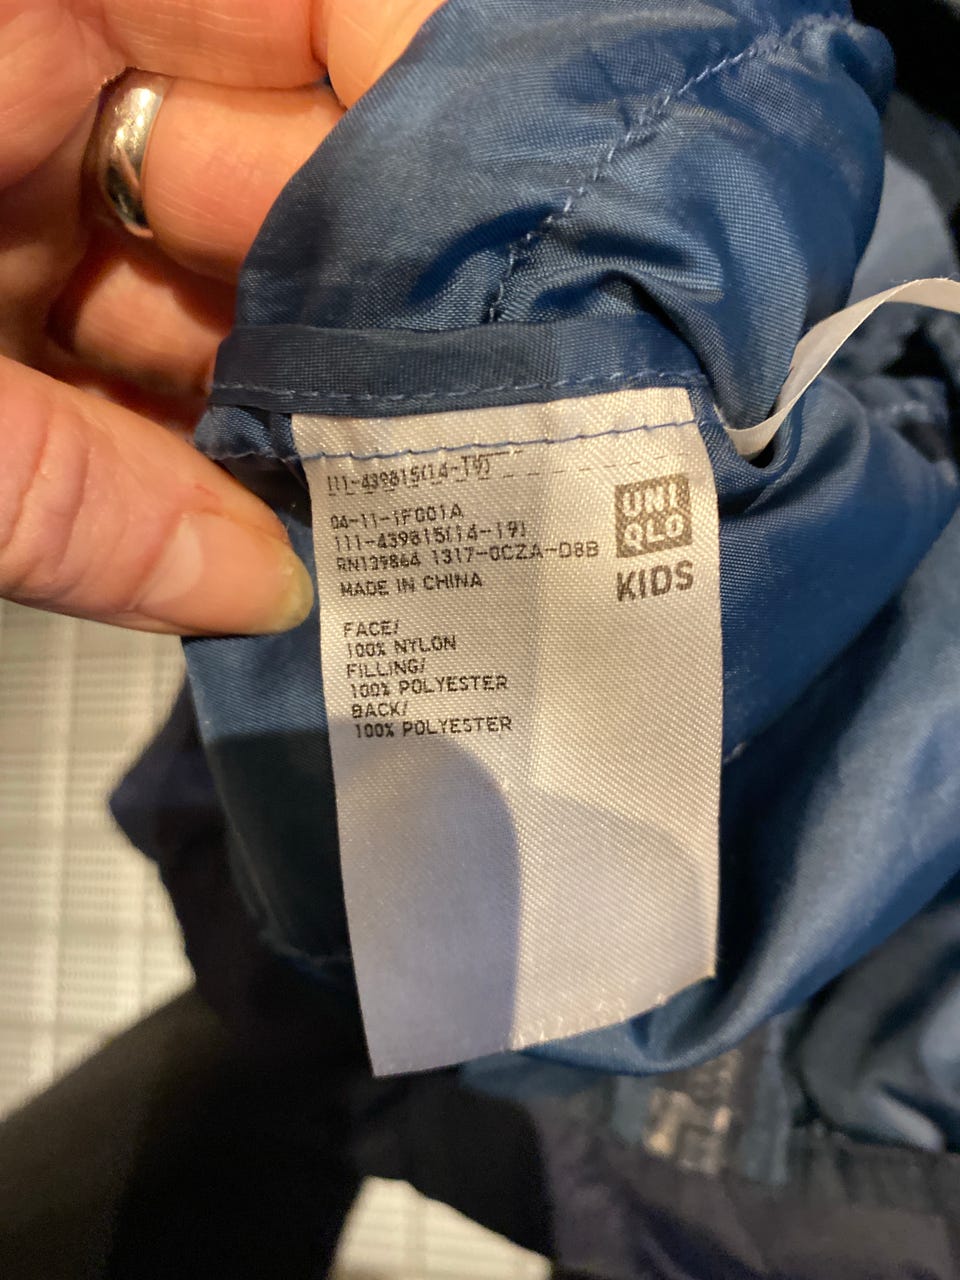 111-439815(14-19)
04-11-1F001A
111-439815(14-19)
RN139864 1317-0CZA-D8B
MADE IN CHINA
UNI
QLO
KIDS
FACE/
100% NYLON
FILLING/
100% POLYESTER
BACK/
100% POLYESTER